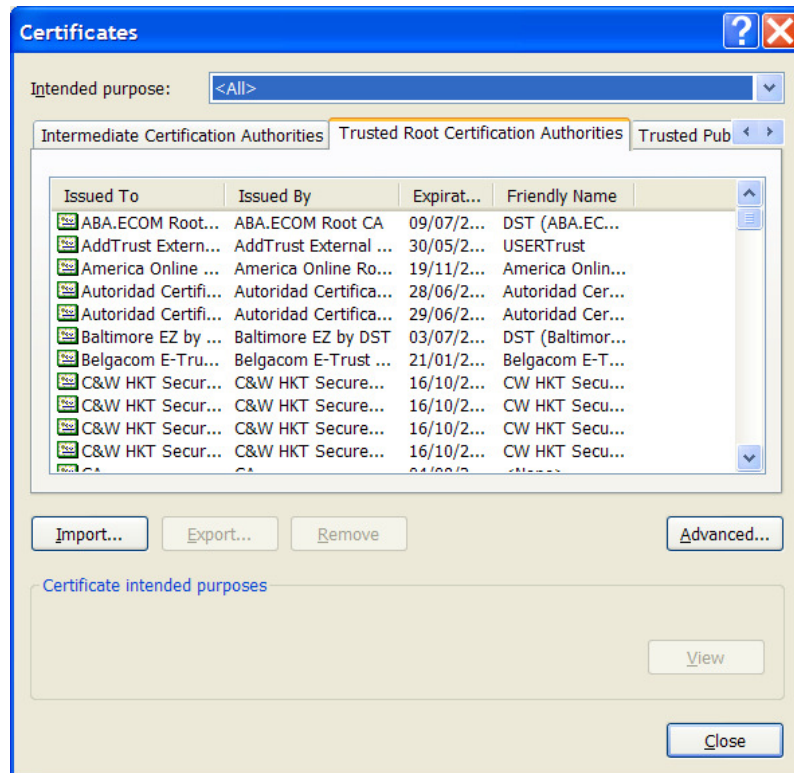 Certificates
Intended purpose: <All>
Intermediate Certification Authorities Trusted Root Certification Authorities Trusted Pub
Issued To Issued By Expirat... Friendly Name
ABA.ECOM Root... ABA.ECOM Root CA 09/07/2... DST (ABA.EC...
AddTrust Extern... AddTrust External ... 30/05/2... USERTrust
America Online ... America Online Ro... 19/11/2... America Onlin...
Autoridad Certifi... Autoridad Certifica... 28/06/2... Autoridad Cer...
Autoridad Certifi... Autoridad Certifica... 29/06/2... Autoridad Cer...
Baltimore EZ by ... Baltimore EZ by DST 03/07/2... DST (Baltimor...
Belgacom E-Tru... Belgacom E-Trust ... 21/01/2... Belgacom E-T...
C&W HKT Secur... C&W HKT Secure... 16/10/2... CW HKT Secu...
C&W HKT Secur... C&W HKT Secure... 16/10/2... CW HKT Secu...
C&W HKT Secur... C&W HKT Secure... 16/10/2... CW HKT Secu...
C&W HKT Secur... C&W HKT Secure... 16/10/2... CW HKT Secu...
Import... Export... Remove Advanced...
Certificate intended purposes
View
Close